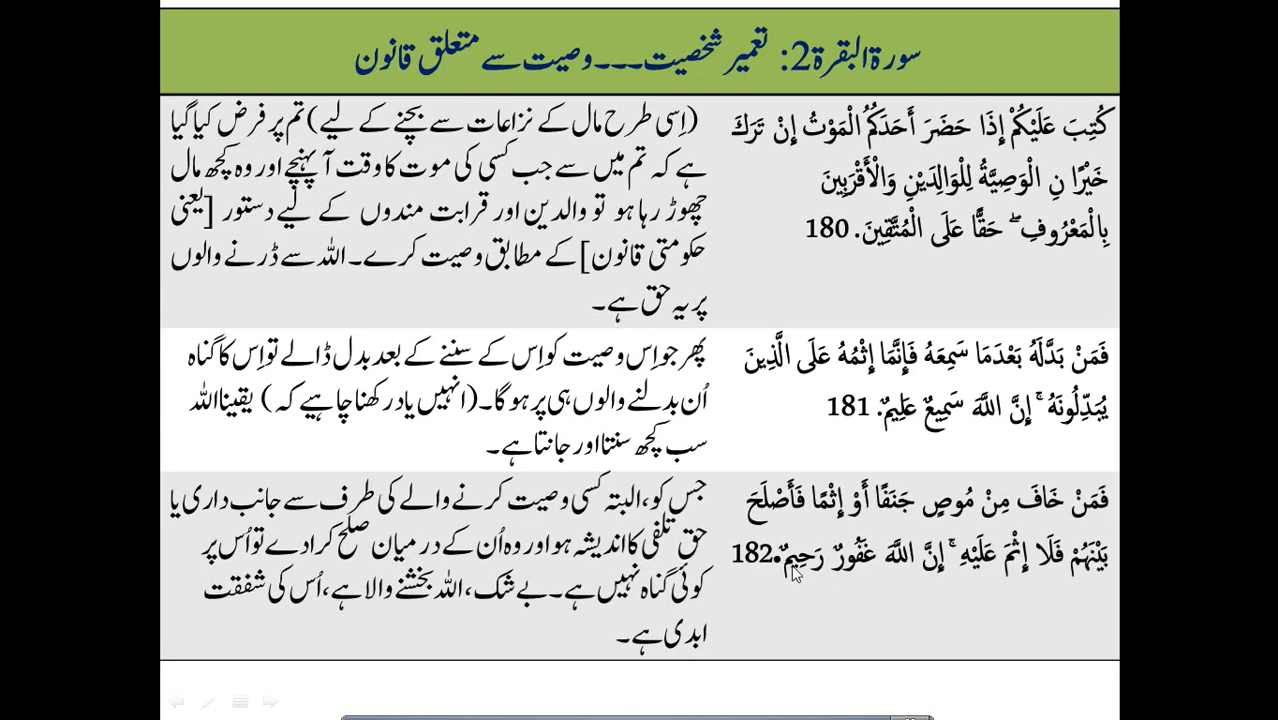 سورۃ البقرۃ 2: تعمیر شخصیت۔۔۔وصیت سے متعلق قانون
كُتِبَ عَلَيْكُمْ إِذَا حَضَرَ أَحَدَكُمُ الْمَوْتُ إِنْ تَرَكَ
خَيْرًا نِ الْوَصِيَّةُ لِلْوَالِدَيْنِ وَالْأَقْرَبِينَ
بِالْمَعْرُوفِ ۖ حَقًّا عَلَى الْمُتَّقِينَ. 180
(اِسی طرح مال کے نزاعات سے بچنے کے لیے) تم پر فرض کیا گیا
ہے کہ تم میں سے جب کسی کی موت کا وقت آ پہنچے اور وہ کچھ مال
چھوڑ رہا ہو تو والدین اور قرابت مندوں کے لیے دستور [یعنی
حکومتی قانون] کے مطابق وصیت کرے۔ اللہ سے ڈرنے والوں
پر یہ حق ہے۔
فَمَنْ بَدَّلَهُ بَعْدَمَا سَمِعَهُ فَإِنَّمَا إِثْمُهُ عَلَى الَّذِينَ
يُبَدِّلُونَهُ ۚ إِنَّ اللَّهَ سَمِيعٌ عَلِيمٌ. 181
پھر جو اِس وصیت کو اِس کے سننے کے بعد بدل ڈالے تو اِس کا گناہ
اُن بدلنے والوں ہی پر ہو گا۔ (انہیں یاد رکھنا چاہیے کہ) یقینا اللہ
سب کچھ سنتا اور جانتا ہے۔
فَمَنْ خَافَ مِنْ مُوصٍ جَنَفًا أَوْ إِثْمًا فَأَصْلَحَ
بَيْنَهُمْ فَلَا إِثْمَ عَلَيْهِ ۚ إِنَّ اللَّهَ غَفُورٌ رَحِيمٌ. 182
جس کو، البتہ کسی وصیت کرنے والے کی طرف سے جانب داری یا
حق تلفی کا اندیشہ ہو اور وہ اُن کے درمیان صلح کرا دے تو اُس پر
کوئی گناہ نہیں ہے۔ بے شک، اللہ بخشنے والا ہے، اُس کی شفقت
ابدی ہے۔